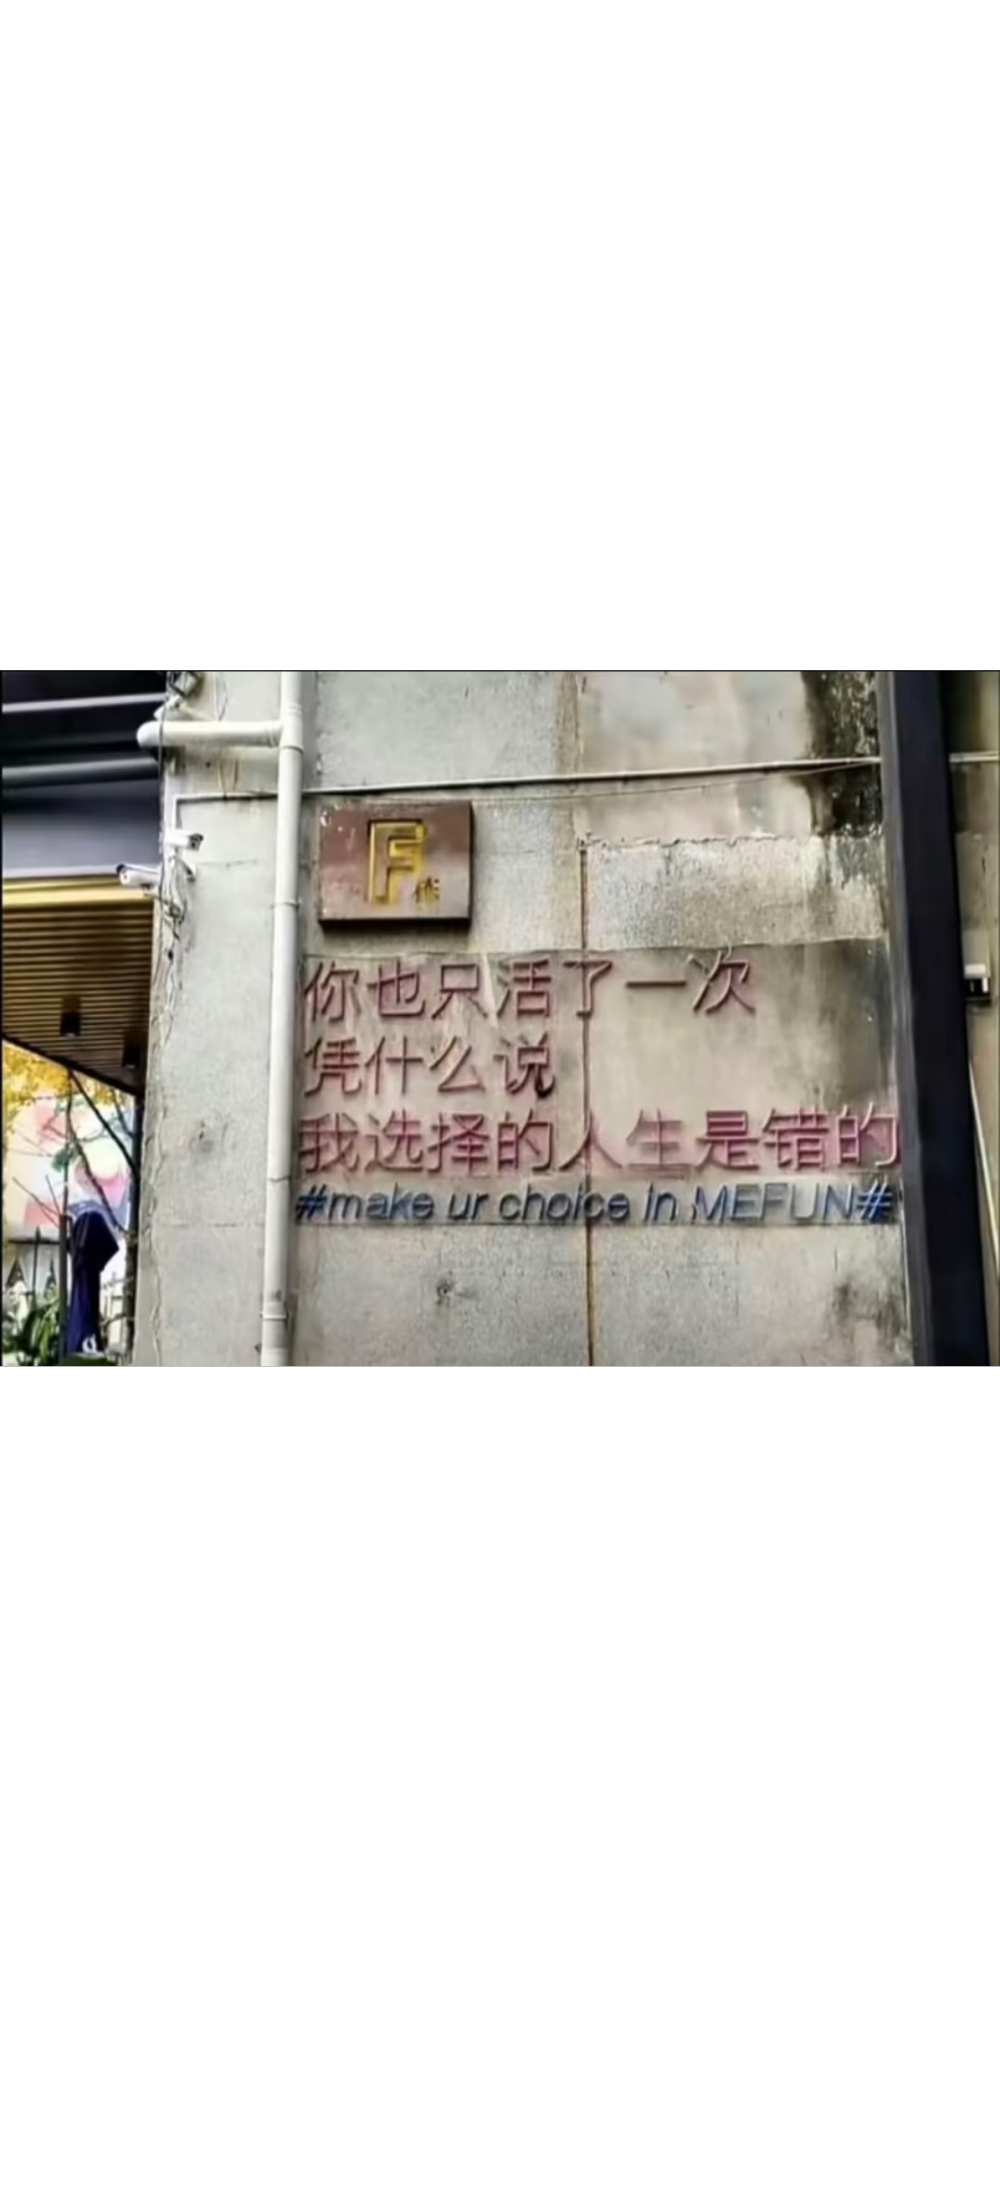 F
你也只活了一次
凭什么说
我选择的人生是错的
#make ur choice in MEFUN#